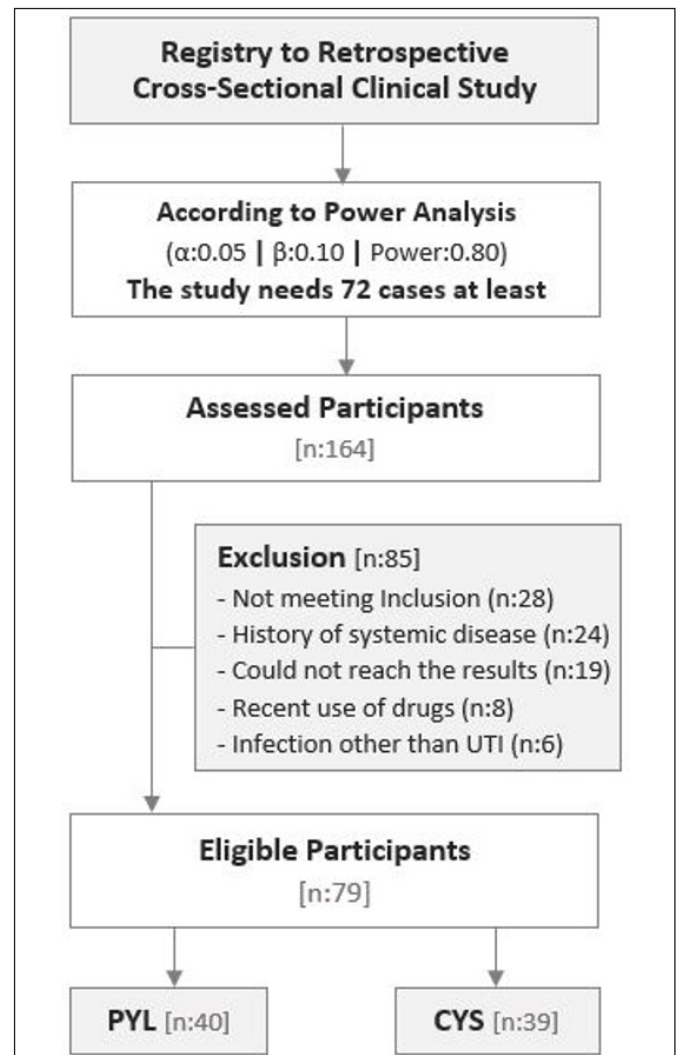 Registry to Retrospective
Cross-Sectional Clinical Study
According to Power Analysis
(α:0.05 | β:0.10 | Power:0.80)
The study needs 72 cases at least
Assessed Participants
[n:164]
Exclusion [n:85]
- Not meeting Inclusion (n:28)
- History of systemic disease (n:24)
- Could not reach the results (n:19)
- Recent use of drugs (n:8)
- Infection other than UTI (n:6)
Eligible Participants
[n:79]
PYL [n:40]
CYS [n:39]